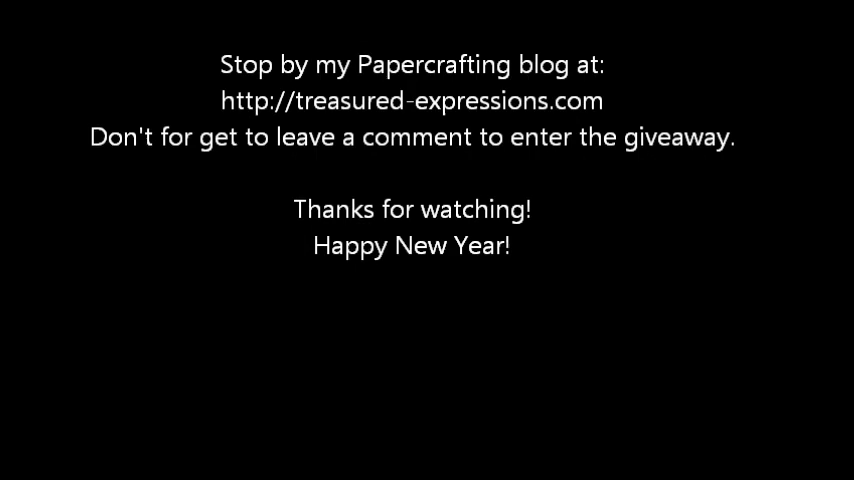 Stop by my Papercrafting blog at:
http://treasured-expressions.com
Don't for get to leave a comment to enter the giveaway.
Thanks for watching!
Happy New Year!